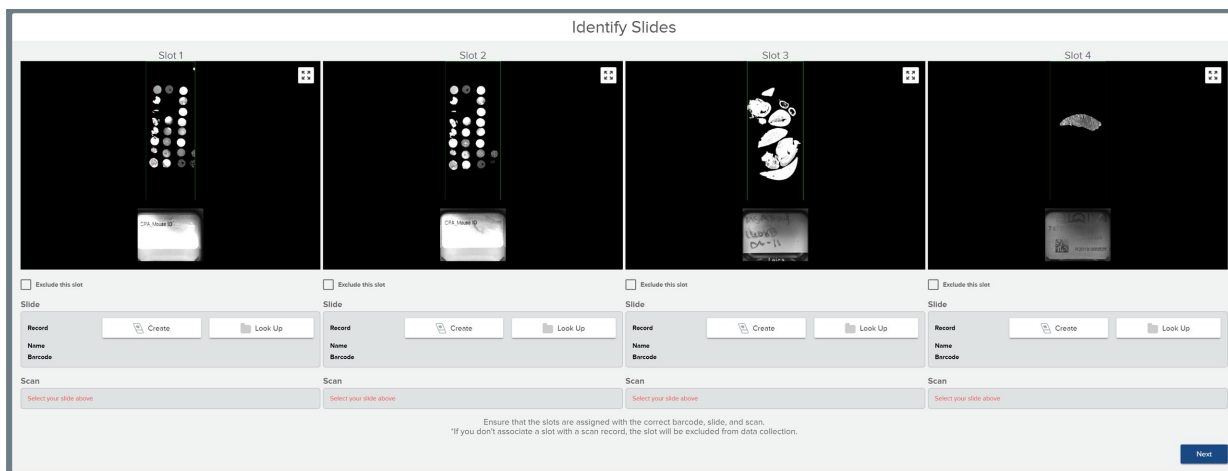 Identify Slides
Slot 1
Slot 2
Slot 3
Slot 4
CPA_Mouse ID
CPA_Mouse ID
Leica
Exclude this slot
Exclude this slot
Exclude this slot
Exclude this slot
Slide
Slide
Slide
Slide
Record Create Look Up
Name
Barcode
Record Create Look Up
Name
Barcode
Record Create Look Up
Name
Barcode
Record Create Look Up
Name
Barcode
Scan
Scan
Scan
Scan
Select your slide above
Select your slide above
Select your slide above
Select your slide above
Ensure that the slots are assigned with the correct barcode, slide, and scan.
*If you don't associate a slot with a scan record, the slot will be excluded from data collection.
Next